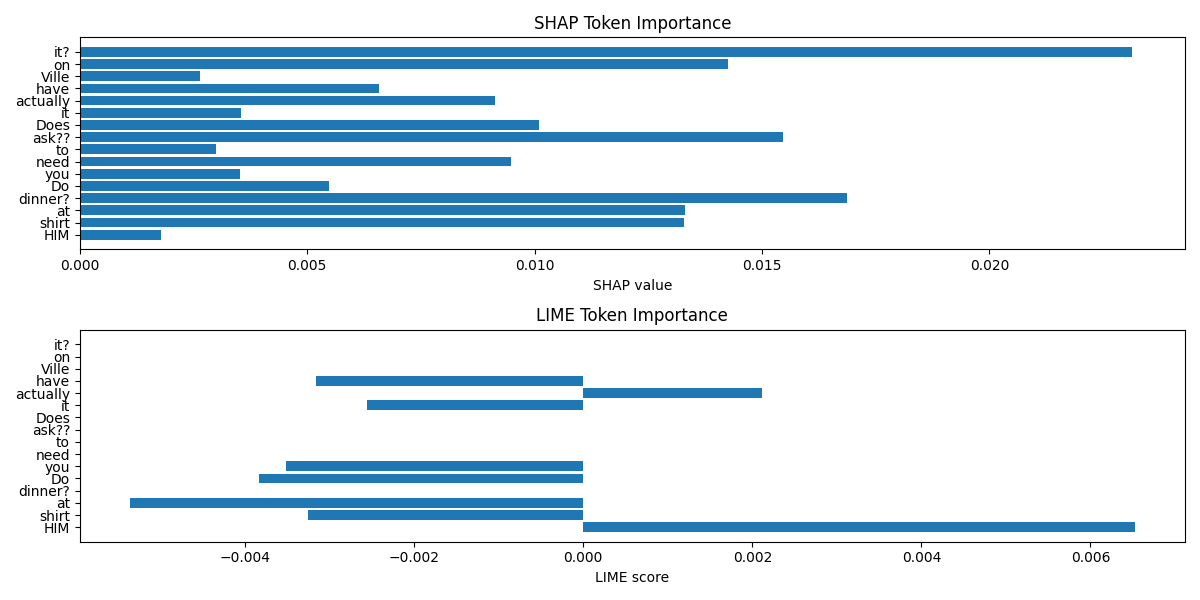 SHAP Token Importance
it?
on
Ville
have
actually
it
Does
ask??
to
need
you
Do
dinner?
at
shirt
HIM
0.000 0.005 0.010 0.015 0.020
SHAP value
LIME Token Importance
it?
on
Ville
have
actually
it
Does
ask??
to
need
you
Do
dinner?
at
shirt
HIM
−0.004 −0.002 0.000 0.002 0.004 0.006
LIME score